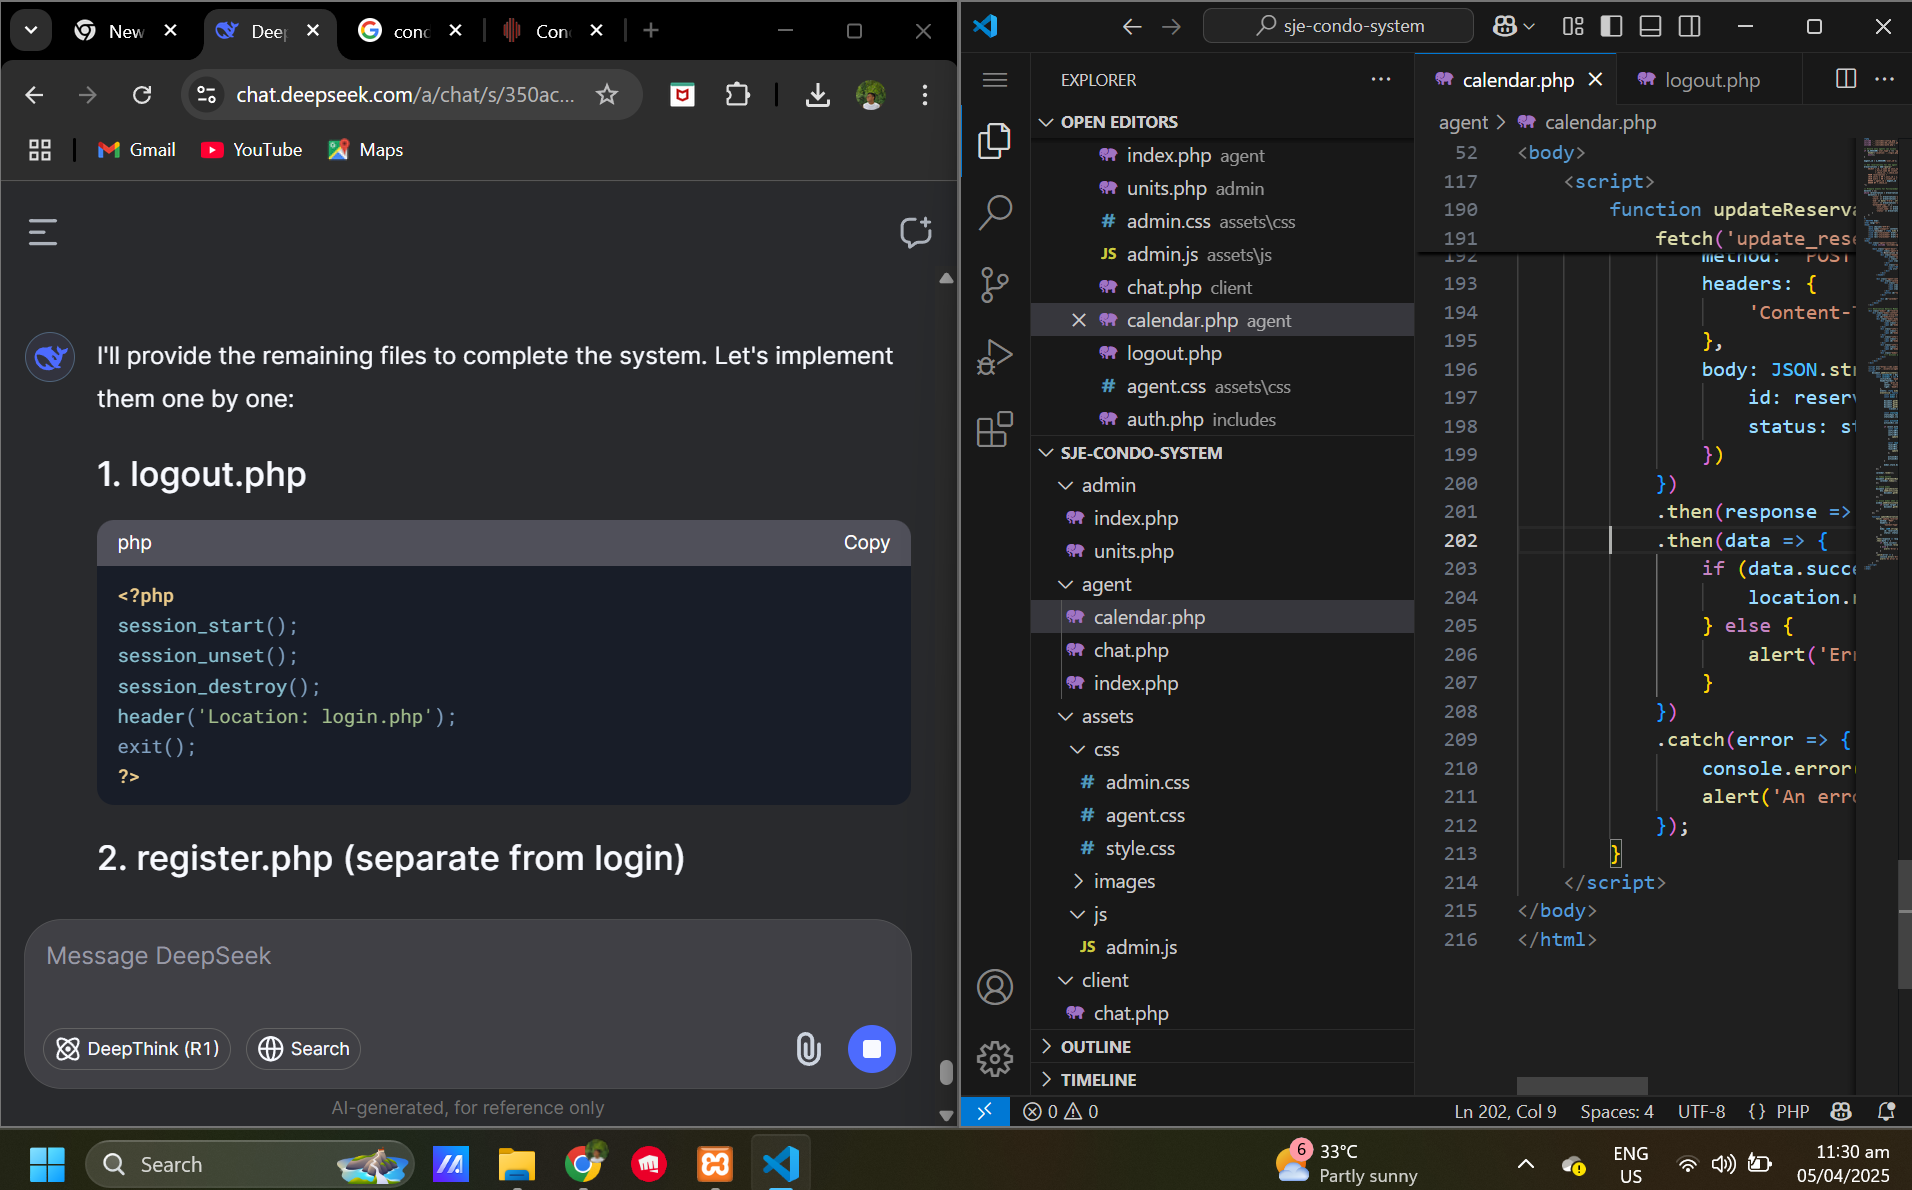 New
Deep
cond
Con
chat.deepseek.com/a/chat/s/350ac...
Gmail
YouTube
Maps
I'll provide the remaining files to complete the system. Let's implement
them one by one:
1. logout.php
php
Copy
<?php
session_start();
session_unset();
session_destroy();
header('Location: login.php');
exit();
?>
2. register.php (separate from login)
Message DeepSeek
DeepThink (R1)
Search
AI-generated, for reference only
sje-condo-system
EXPLORER
OPEN EDITORS
index.php agent
units.php admin
# admin.css assets\css
JS admin.js assets\js
chat.php client
calendar.php agent
logout.php
# agent.css assets\css
auth.php includes
SJE-CONDO-SYSTEM
admin
index.php
units.php
agent
calendar.php
chat.php
index.php
assets
css
# admin.css
# agent.css
# style.css
images
js
JS admin.js
client
chat.php
OUTLINE
TIMELINE
calendar.php
logout.php
agent > calendar.php
52 <body>
117 <script>
190 function updateReserva
191 fetch('update_rese
192 method: 'POST'
193 headers: {
194 'Content-T
195 },
196 body: JSON.str
197 id: reserv
198 status: st
199 })
200 })
201 .then(response =>
202 .then(data => {
203 if (data.succe
204 location.r
205 } else {
206 alert('Err
207 }
208 })
209 .catch(error => {
210 console.error(
211 alert('An erro
212 });
213 }
214 </script>
215 </body>
216 </html>
0 0
Ln 202, Col 9
Spaces: 4
UTF-8
{ } PHP
Search
6
33°C
Partly sunny
ENG
US
11:30 am
05/04/2025